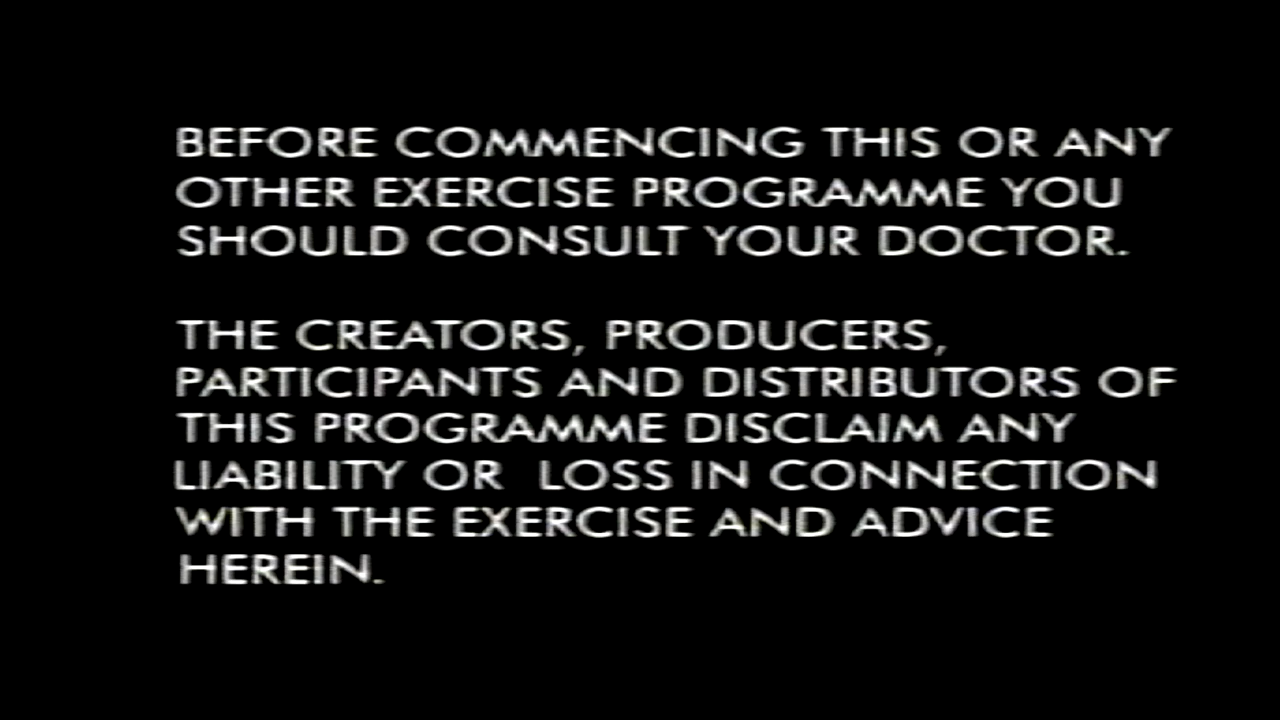 BEFORE COMMENCING THIS OR ANY
OTHER EXERCISE PROGRAMME YOU
SHOULD CONSULT YOUR DOCTOR.
THE CREATORS, PRODUCERS,
PARTICIPANTS AND DISTRIBUTORS OF
THIS PROGRAMME DISCLAIM ANY
LIABILITY OR LOSS IN CONNECTION
WITH THE EXERCISE AND ADVICE
HEREIN.